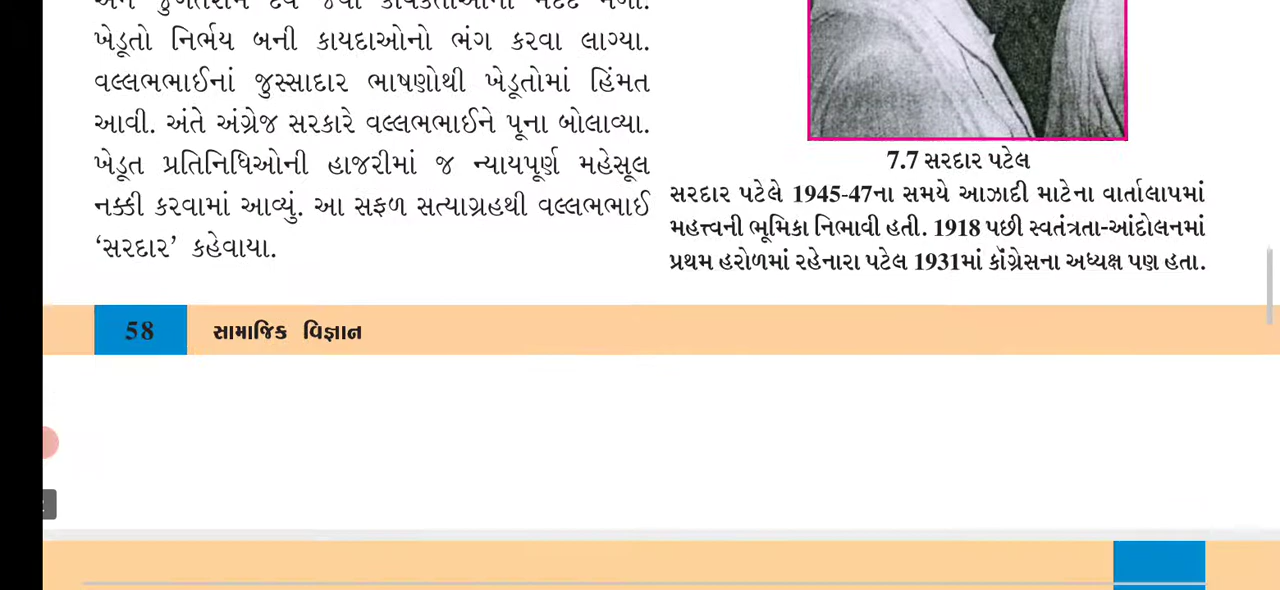 ખેડૂતો નિર્ભય બની કાયદાઓનો ભંગ કરવા લાગ્યા.
વલ્લભભાઈનાં જુસ્સાદાર ભાષણોથી ખેડૂતોમાં હિંમત
આવી. અંતે અંગ્રેજ સરકારે વલ્લભભાઈને પૂના બોલાવ્યા.
ખેડૂત પ્રતિનિધિઓની હાજરીમાં જ ન્યાયપૂર્ણ મહેસૂલ
નક્કી કરવામાં આવ્યું. આ સફળ સત્યાગ્રહથી વલ્લભભાઈ
‘સરદાર’ કહેવાયા.
7.7 સરદાર પટેલ
સરદાર પટેલે 1945-47ના સમયે આઝાદી માટેના વાર્તાલાપમાં
મહત્ત્વની ભૂમિકા નિભાવી હતી. 1918 પછી સ્વતંત્રતા-આંદોલનમાં
પ્રથમ હરોળમાં રહેનારા પટેલ 1931માં કૉંગ્રેસના અધ્યક્ષ પણ હતા.
58 સામાજિક વિજ્ઞાન